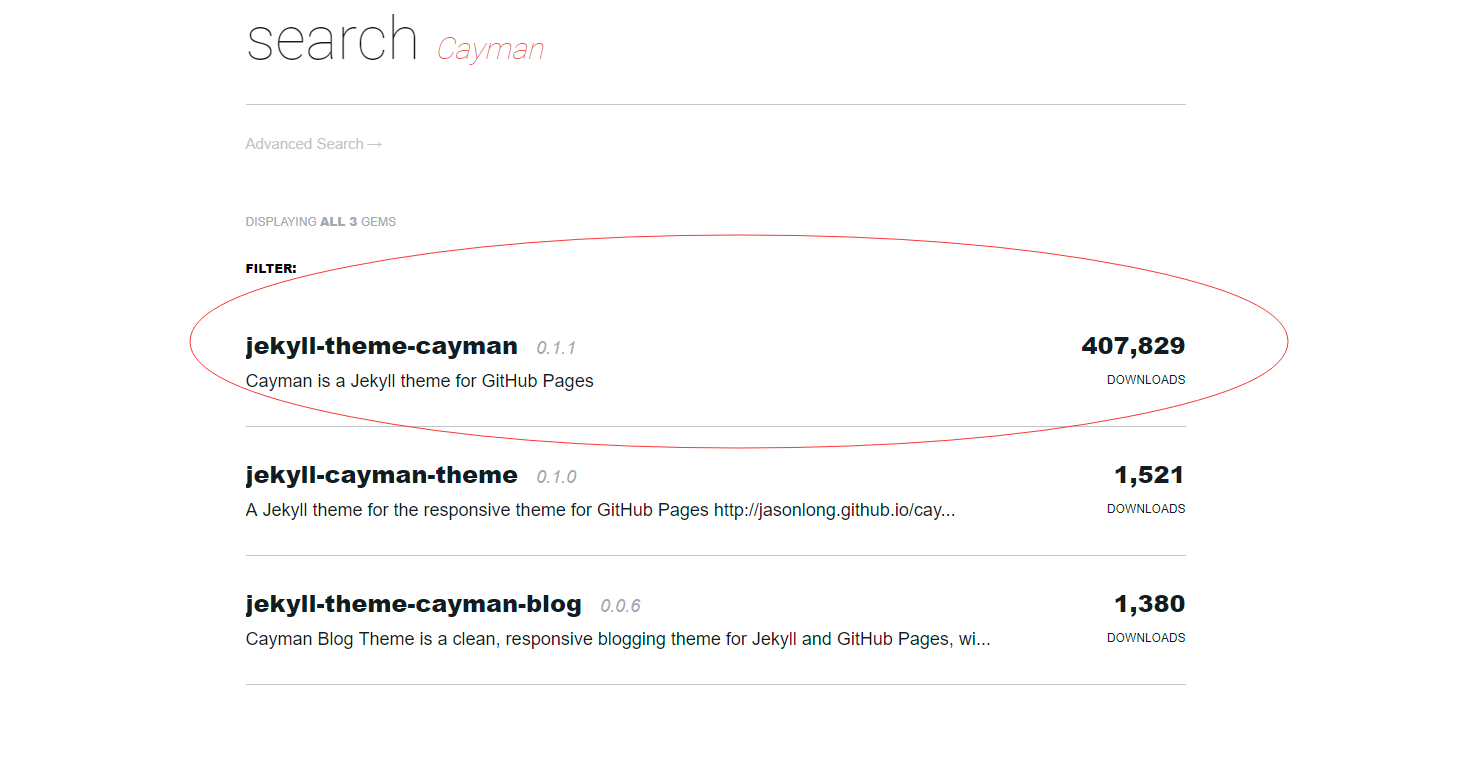 search Cayman
Advanced Search →
DISPLAYING ALL 3 GEMS
FILTER:
jekyll-theme-cayman 0.1.1 407,829
Cayman is a Jekyll theme for GitHub Pages DOWNLOADS
jekyll-cayman-theme 0.1.0 1,521
A Jekyll theme for the responsive theme for GitHub Pages http://jasonlong.github.io/cay... DOWNLOADS
jekyll-theme-cayman-blog 0.0.6 1,380
Cayman Blog Theme is a clean, responsive blogging theme for Jekyll and GitHub Pages, wi... DOWNLOADS